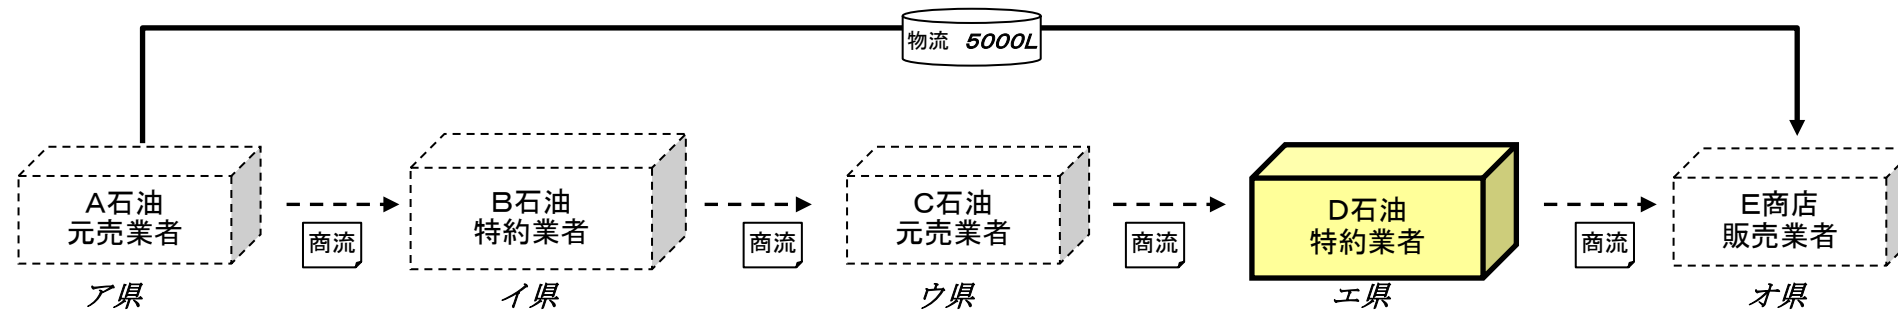 物流　5000L
A石油
元売業者
商流
B石油
特約業者
商流
C石油
元売業者
商流
D石油
特約業者
商流
E商店
販売業者
ア県
イ県
ウ県
エ県
オ県